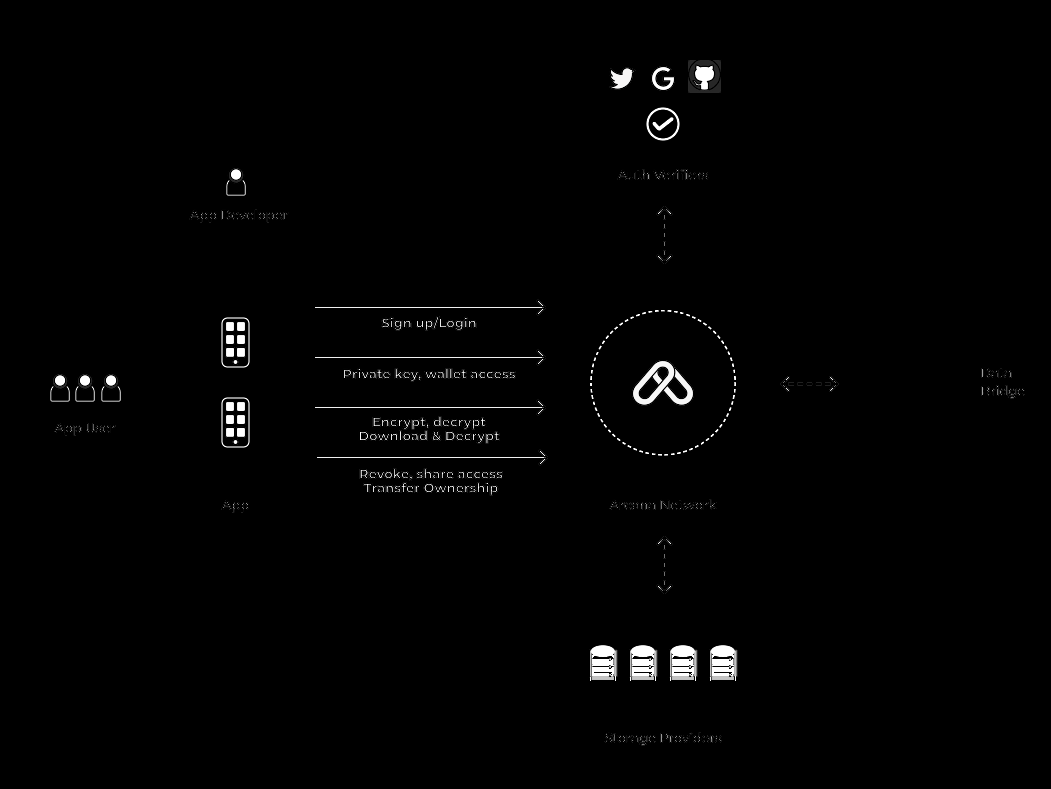 Auth Verifiers
App Developer
Sign up/Login
Private key, wallet access
Encrypt, decrypt
Download & Decrypt
Revoke, share access
Transfer Ownership
App User
App
Arcana Network
Data
Bridge
Storage Providers